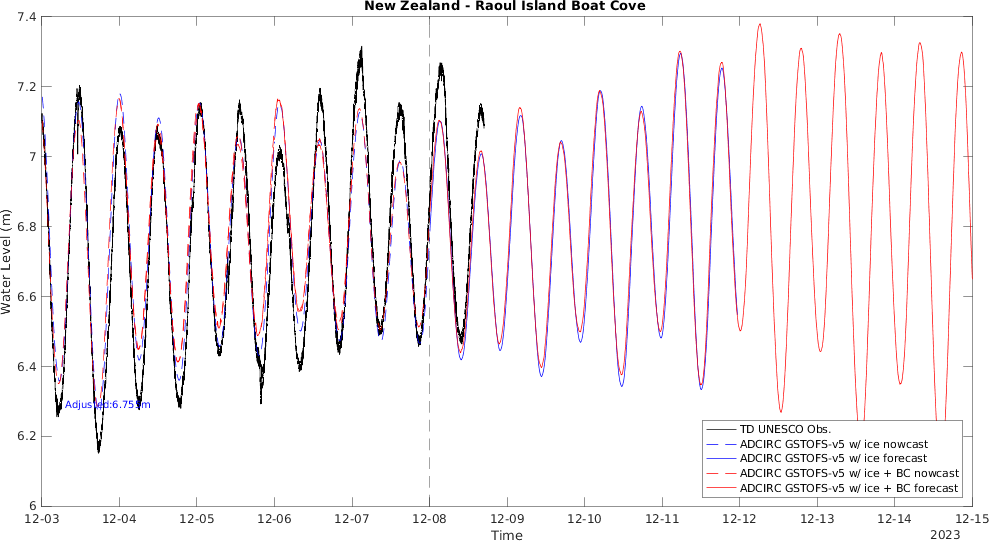 New Zealand - Raoul Island Boat Cove
7.4
7.2
7
6.8
6.6
6.4
6.2
6
Water Level (m)
Adjusted:6.755m
TD UNESCO Obs.
ADCIRC GSTOFS-v5 w/ ice nowcast
ADCIRC GSTOFS-v5 w/ ice forecast
ADCIRC GSTOFS-v5 w/ ice + BC nowcast
ADCIRC GSTOFS-v5 w/ ice + BC forecast
12-03 12-04 12-05 12-06 12-07 12-08 12-09 12-10 12-11 12-12 12-13 12-14 12-15
Time
2023